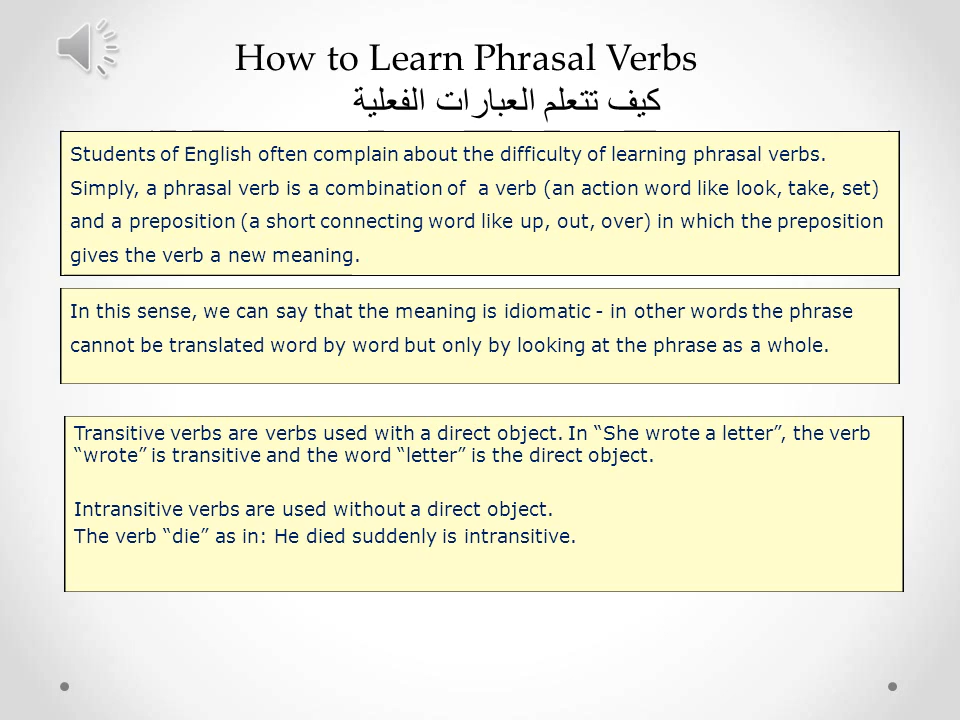 How to Learn Phrasal Verbs
كيف تتعلم العبارات الفعلية
Students of English often complain about the difficulty of learning phrasal verbs.
Simply, a phrasal verb is a combination of a verb (an action word like look, take, set)
and a preposition (a short connecting word like up, out, over) in which the preposition
gives the verb a new meaning.
In this sense, we can say that the meaning is idiomatic - in other words the phrase
cannot be translated word by word but only by looking at the phrase as a whole.
Transitive verbs are verbs used with a direct object. In “She wrote a letter”, the verb
“wrote” is transitive and the word “letter” is the direct object.
Intransitive verbs are used without a direct object.
The verb “die” as in: He died suddenly is intransitive.